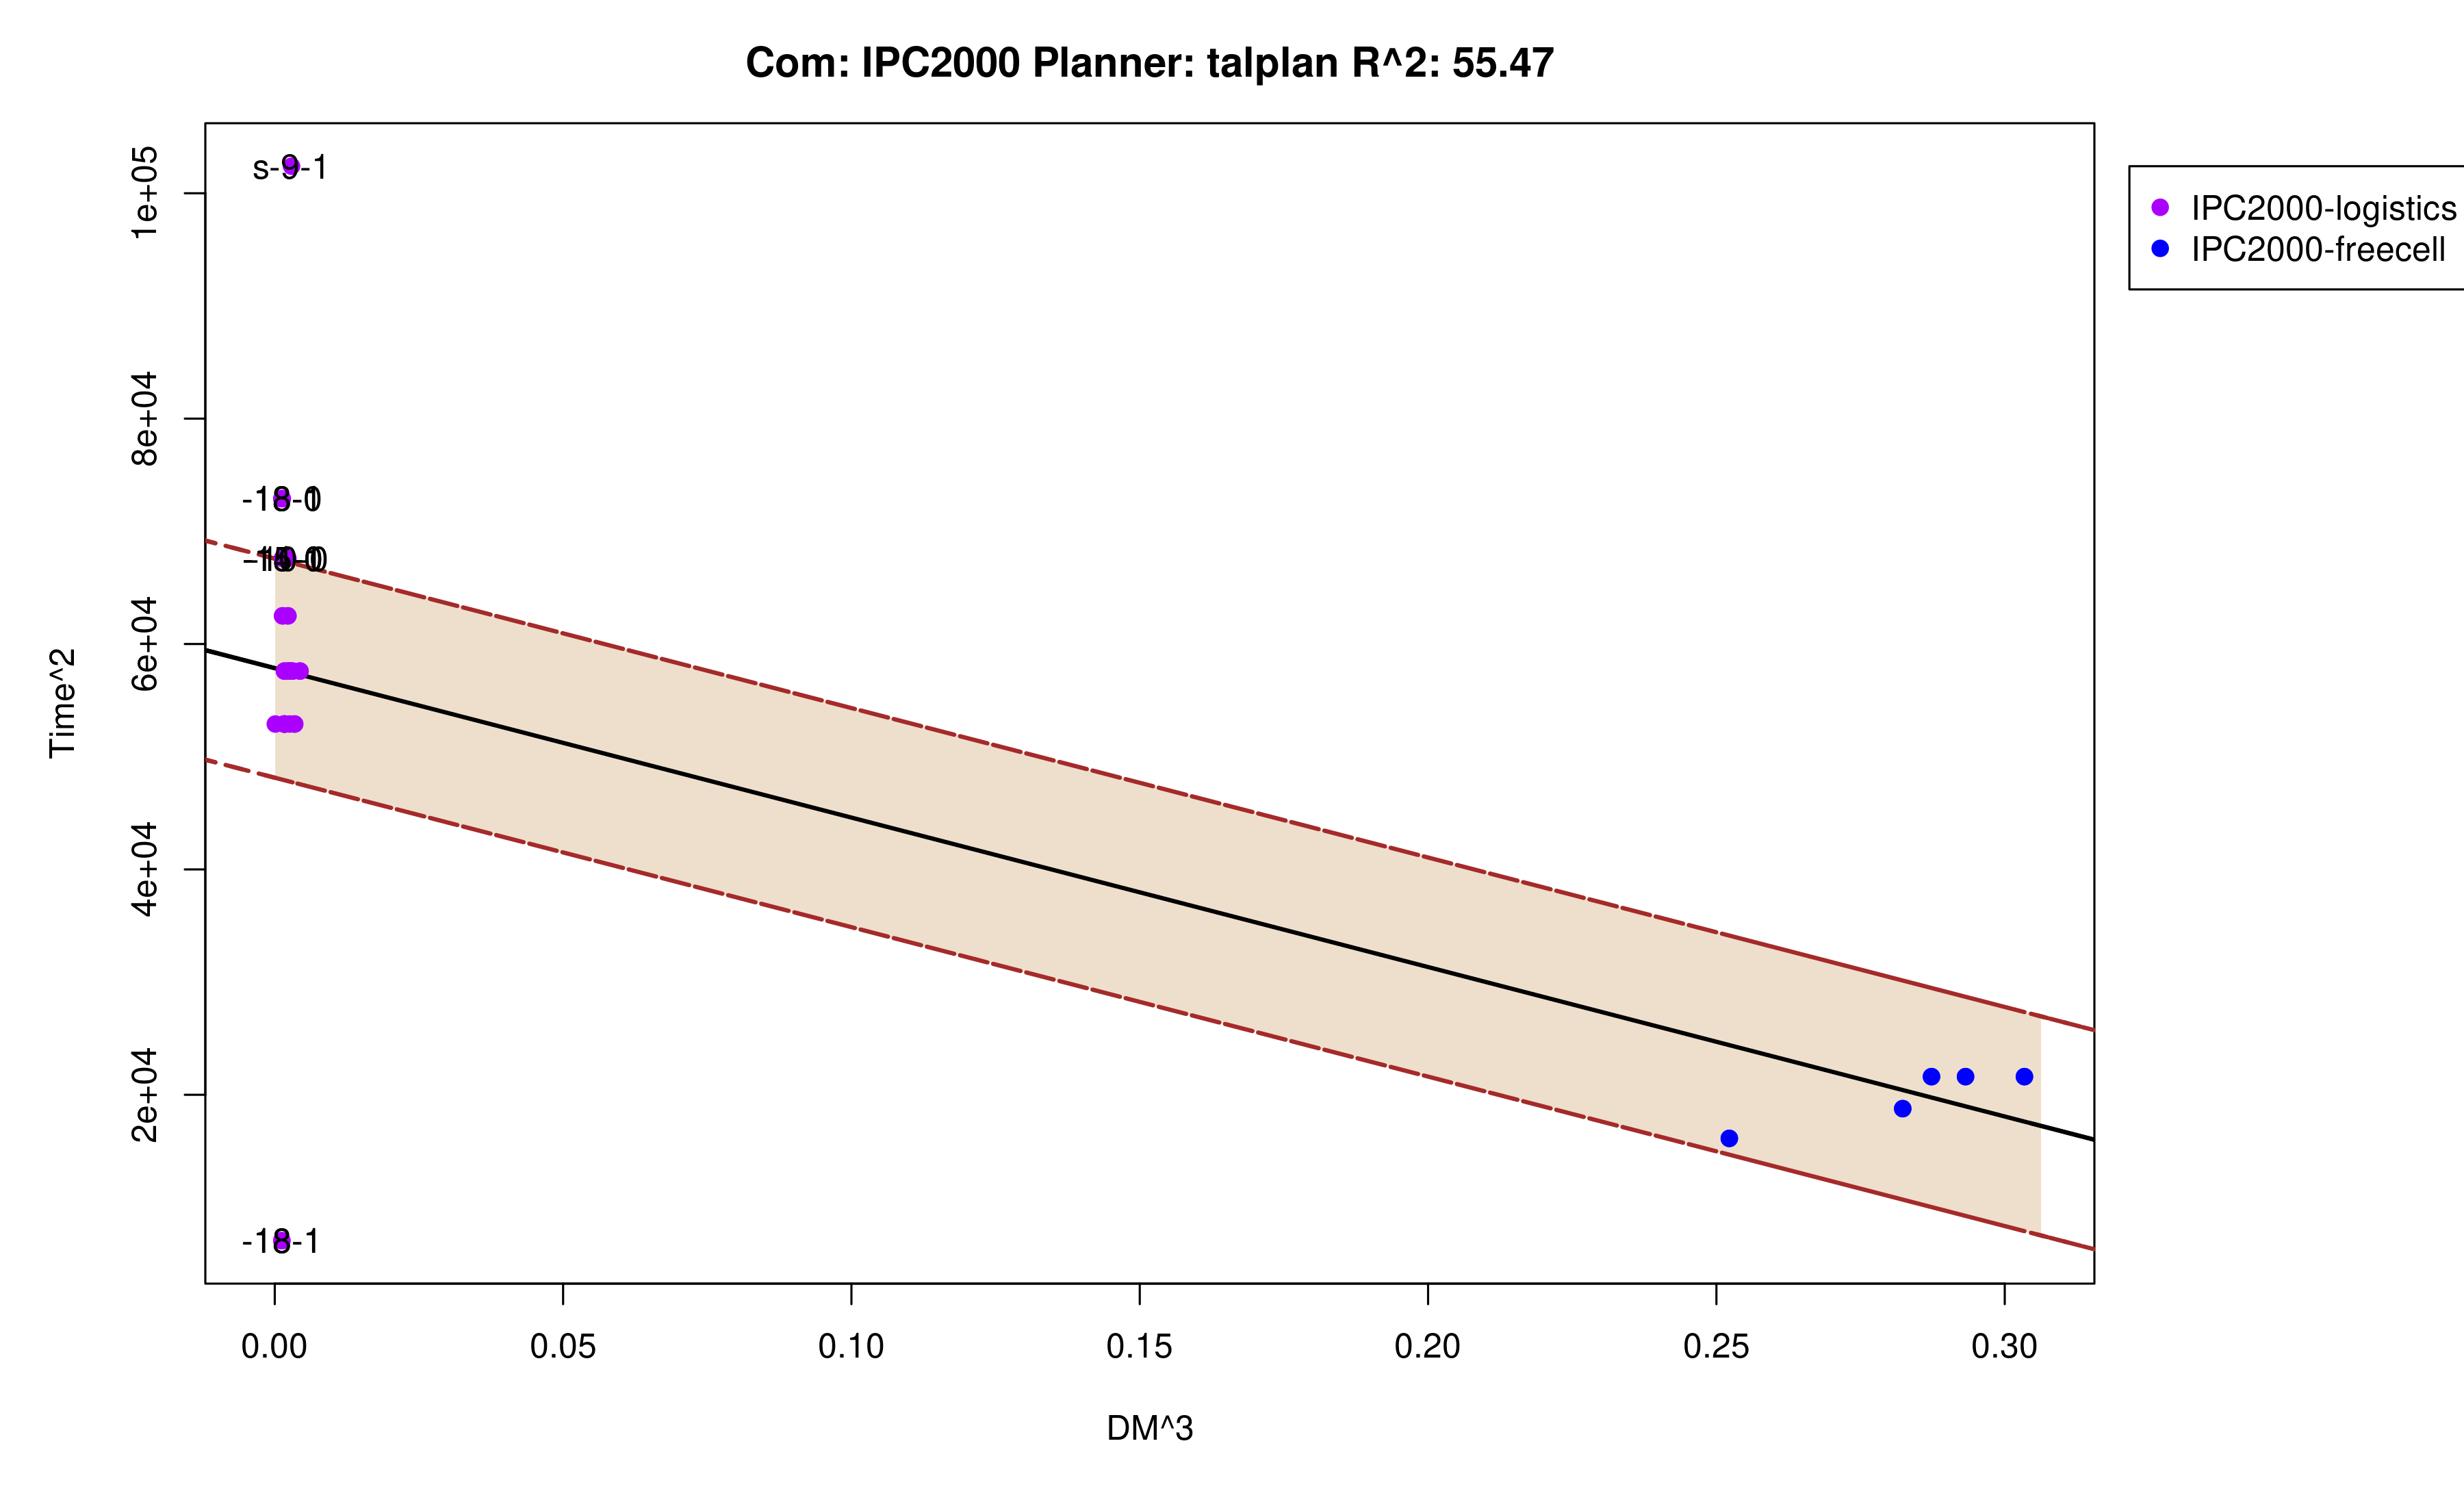 Com: IPC2000 Planner: talplan R^2: 55.47
IPC2000-logistics
IPC2000-freecell
Time^2
1e+05
8e+04
6e+04
4e+04
2e+04
s-9-1
0.00 0.05 0.10 0.15 0.20 0.25 0.30
DM^3